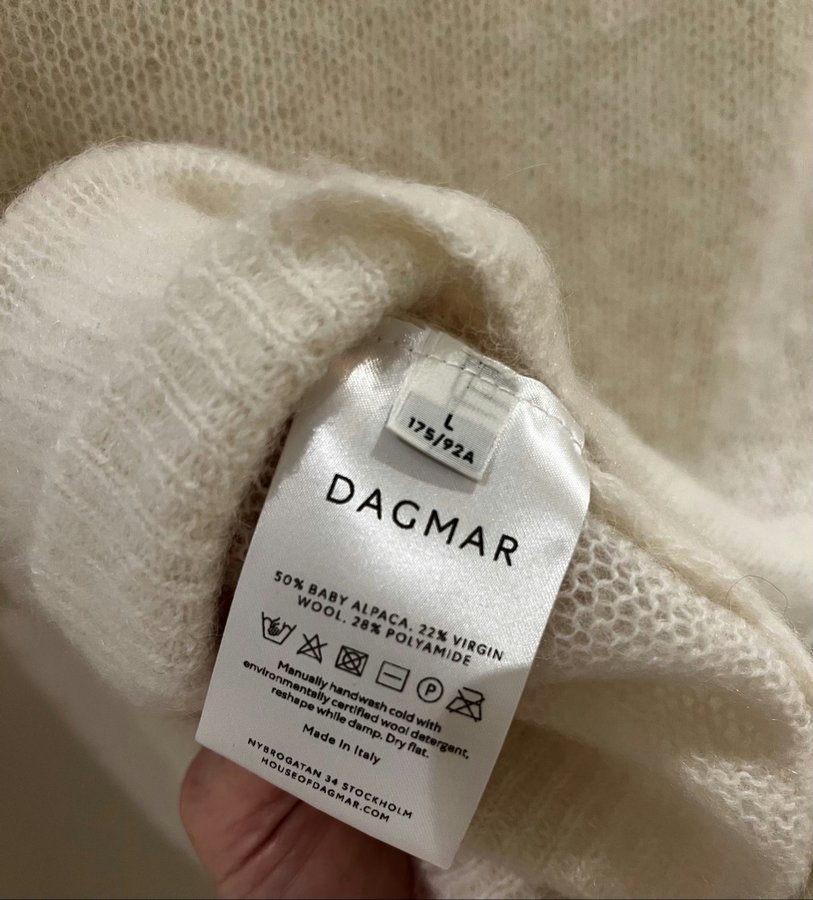 L
175/92A
DAGMAR
50% BABY ALPACA, 22% VIRGIN
WOOL, 28% POLYAMIDE
P
Manually handwash cold with
environmentally certified wool detergent,
reshape while damp. Dry flat.
Made in Italy
NYBROGATAN 34 STOCKHOLM
HOUSEOFDAGMAR.COM